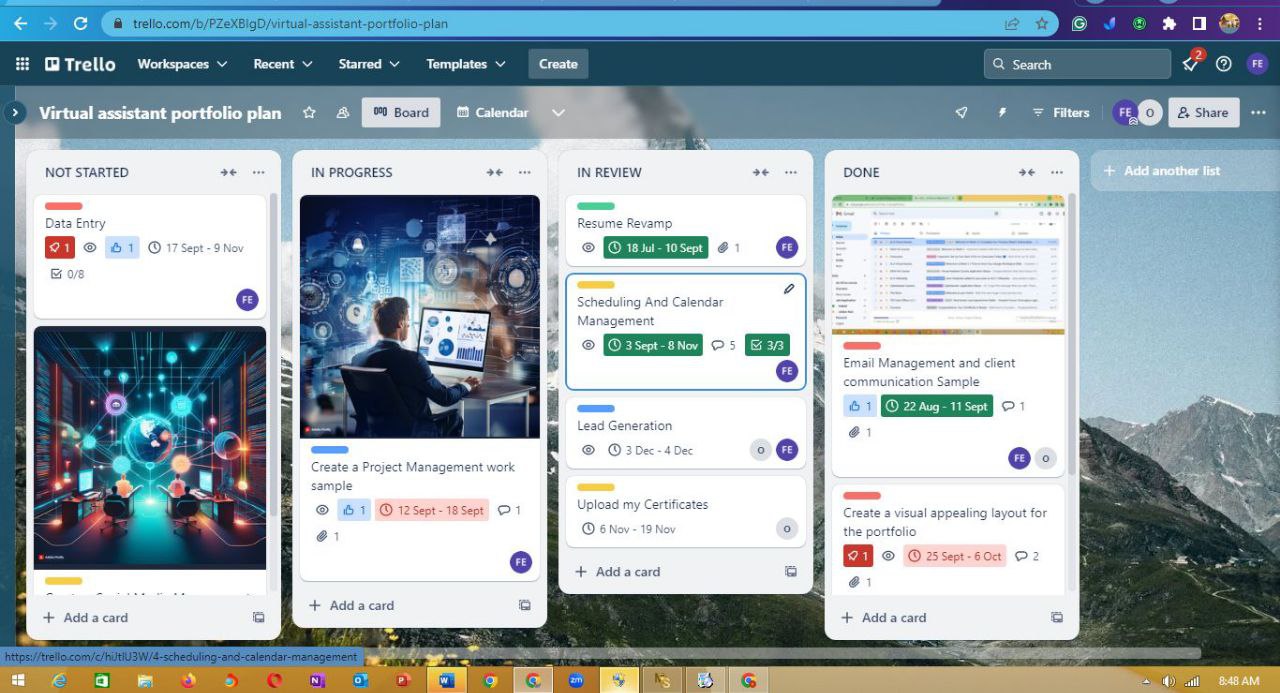 trello.com/b/PZeXBIgD/virtual-assistant-portfolio-plan
Trello
Workspaces
Recent
Starred
Templates
Create
Search
2
FE
Virtual assistant portfolio plan
Board
Calendar
Filters
FE
O
Share
NOT STARTED
Data Entry
1
1
17 Sept - 9 Nov
0/8
FE
Add a card
IN PROGRESS
Create a Project Management work
sample
1
12 Sept - 18 Sept
1
1
FE
Add a card
IN REVIEW
Resume Revamp
18 Jul - 10 Sept
1
FE
Scheduling And Calendar
Management
3 Sept - 8 Nov
5
3/3
FE
Lead Generation
3 Dec - 4 Dec
O
FE
Upload my Certificates
6 Nov - 19 Nov
O
Add a card
DONE
Email Management and client
communication Sample
1
22 Aug - 11 Sept
1
1
FE
O
Create a visual appealing layout for
the portfolio
1
25 Sept - 6 Oct
2
1
Add a card
Add another list
https://trello.com/c/hiJtIU3W/4-scheduling-and-calendar-management
8:48 AM